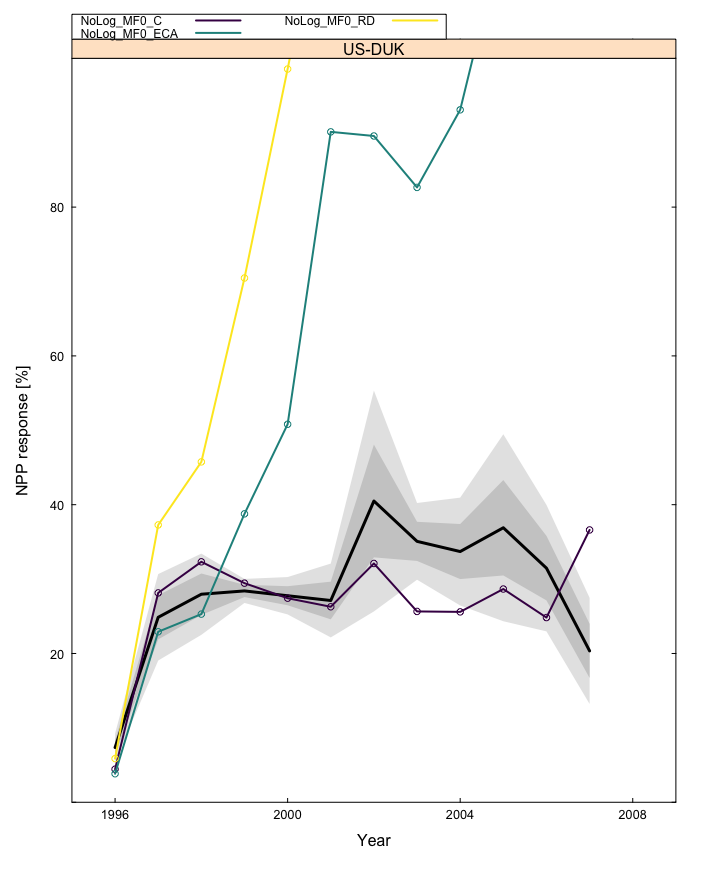 NoLog_MF0_C NoLog_MF0_RD
NoLog_MF0_ECA
US-DUK
80
60
40
20
NPP response [%]
1996 2000 2004 2008
Year